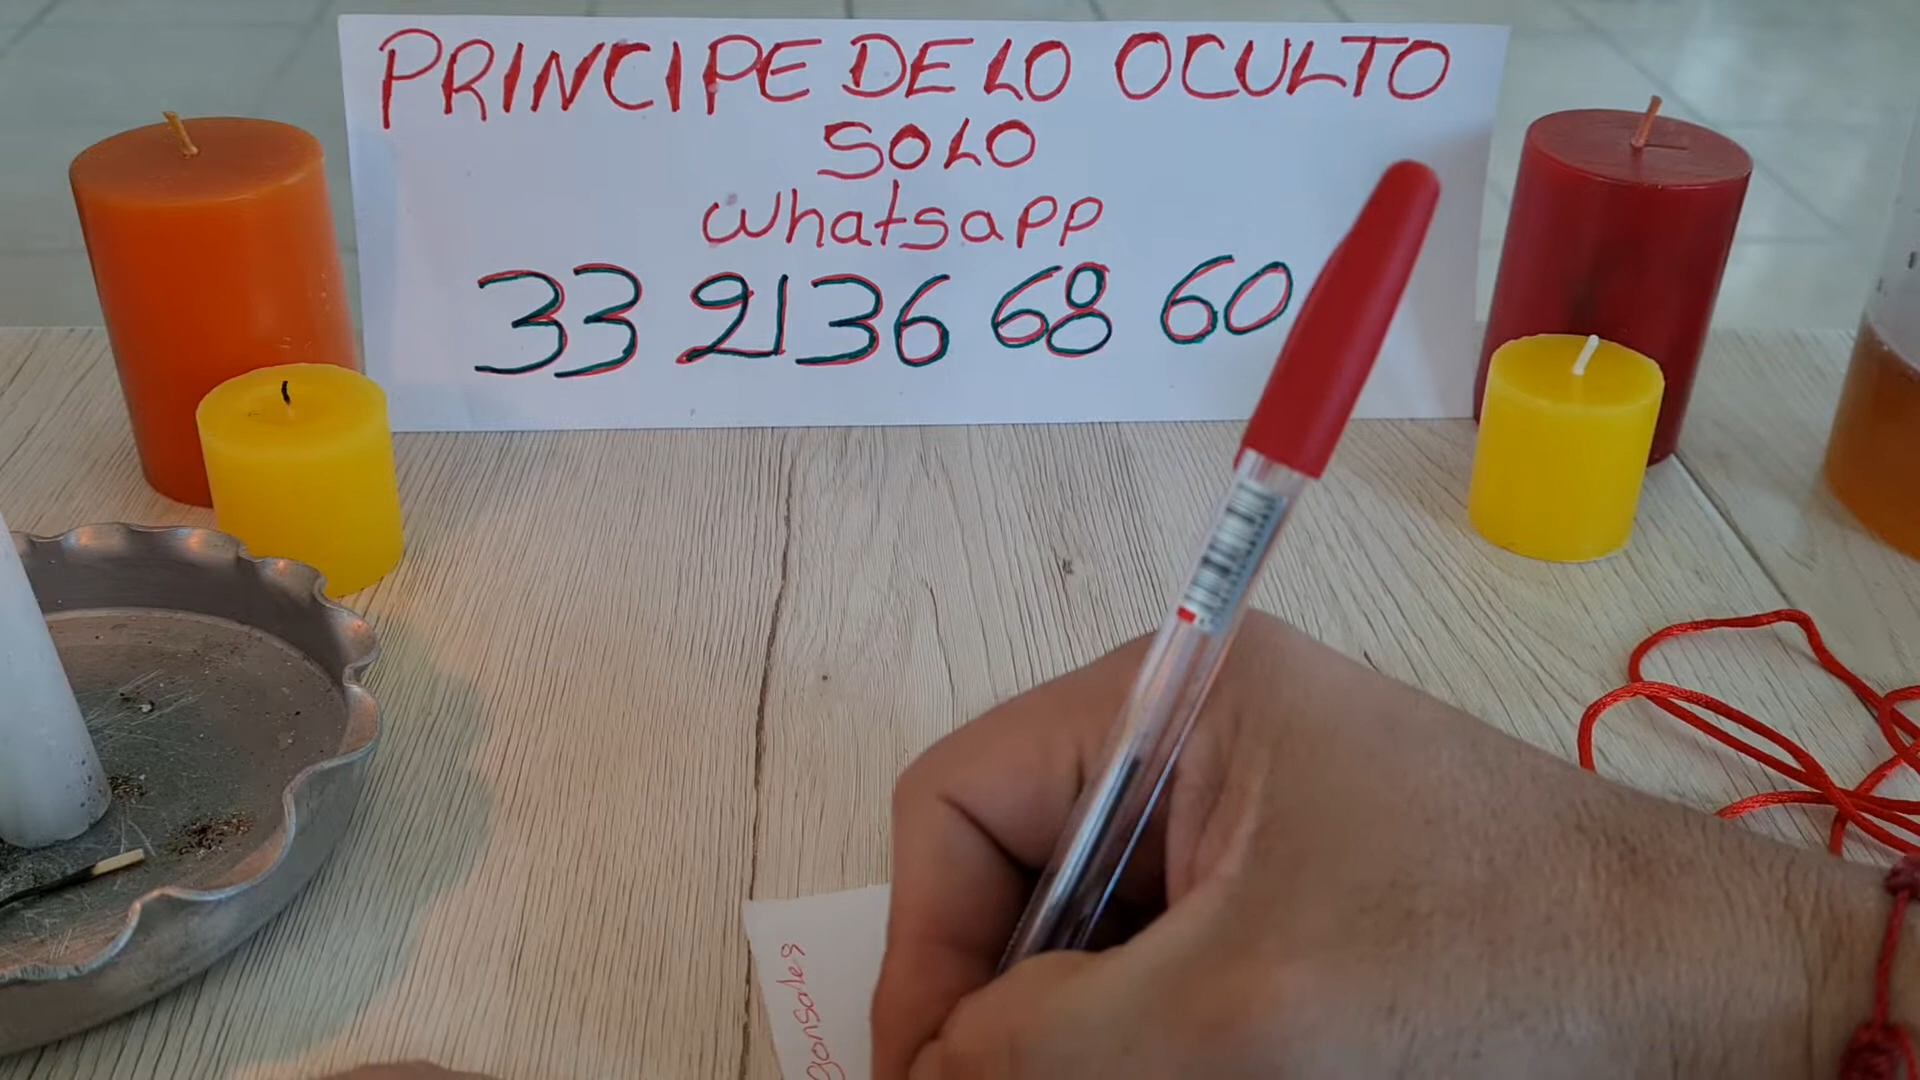 PRINCIPE DE LO OCULTO
SOLO
whatsapp
33 2136 68 60
gonsales